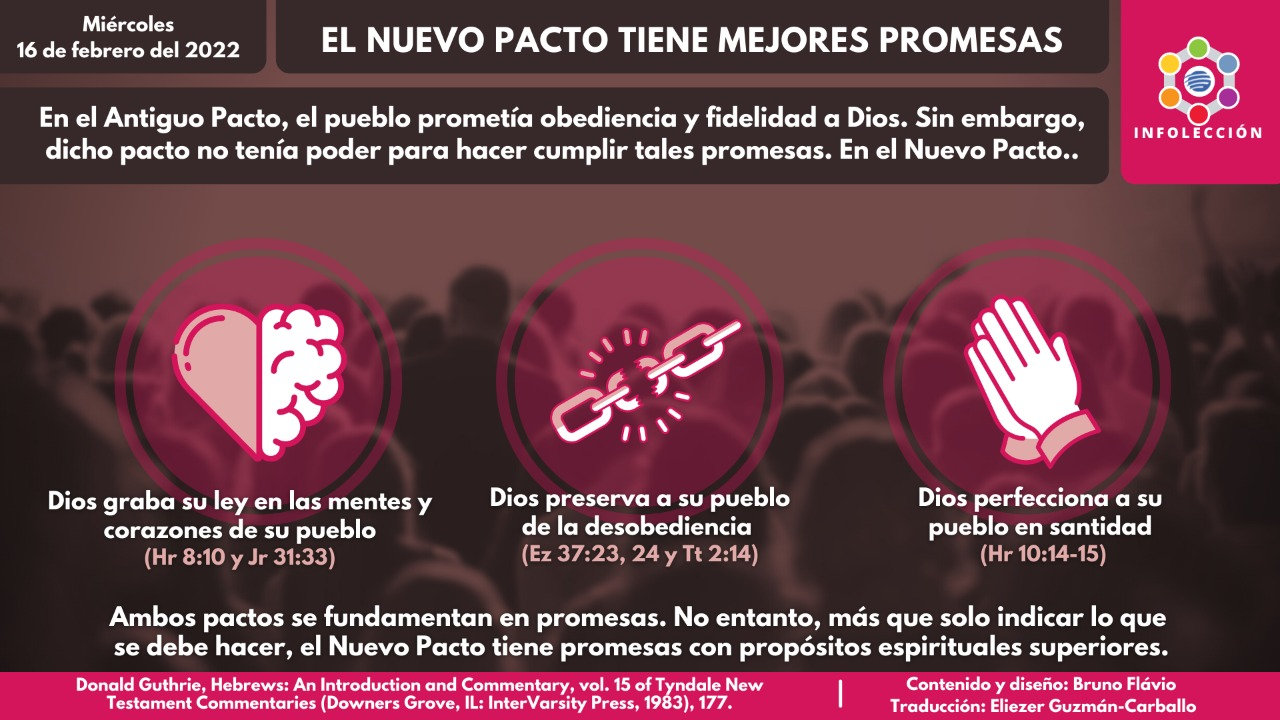 Miércoles
16 de febrero del 2022
EL NUEVO PACTO TIENE MEJORES PROMESAS
INFOLECCIÓN
En el Antiguo Pacto, el pueblo prometía obediencia y fidelidad a Dios. Sin embargo,
dicho pacto no tenía poder para hacer cumplir tales promesas. En el Nuevo Pacto..
Dios graba su ley en las mentes y
corazones de su pueblo
(Hr 8:10 y Jr 31:33)
Dios preserva a su pueblo
de la desobediencia
(Ez 37:23, 24 y Tt 2:14)
Dios perfecciona a su
pueblo en santidad
(Hr 10:14-15)
Ambos pactos se fundamentan en promesas. No entanto, más que solo indicar lo que
se debe hacer, el Nuevo Pacto tiene promesas con propósitos espirituales superiores.
Donald Guthrie, Hebrews: An Introduction and Commentary, vol. 15 of Tyndale New
Testament Commentaries (Downers Grove, IL: InterVarsity Press, 1983), 177.
Contenido y diseño: Bruno Flávio
Traducción: Eliezer Guzmán-Carballo